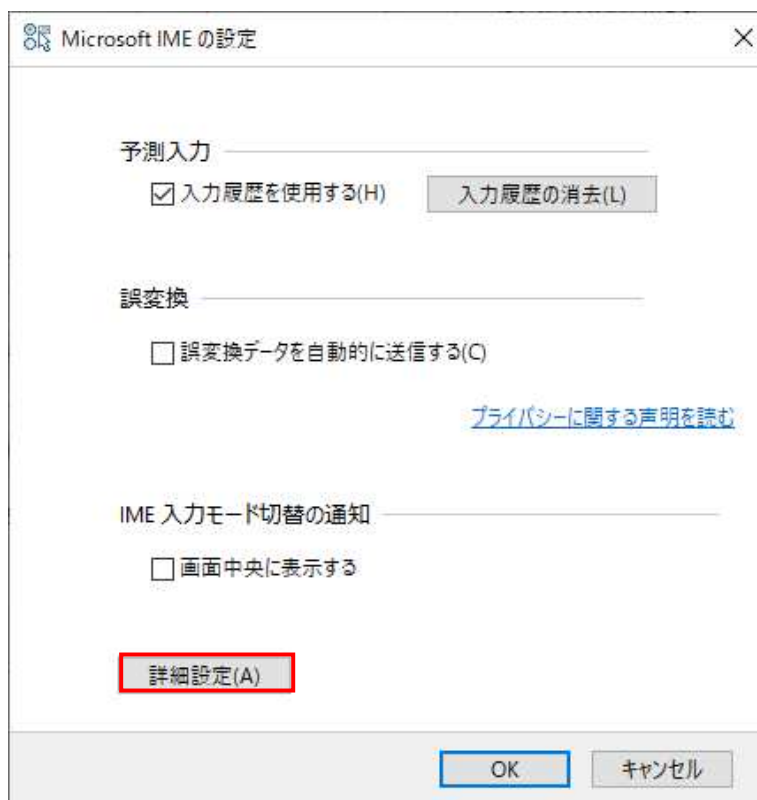 Microsoft IME の設定
予測入力
入力履歴を使用する(H) 入力履歴の消去(L)
誤変換
誤変換データを自動的に送信する(C)
プライバシーに関する声明を読む
IME 入力モード切替の通知
画面中央に表示する
詳細設定(A)
OK キャンセル